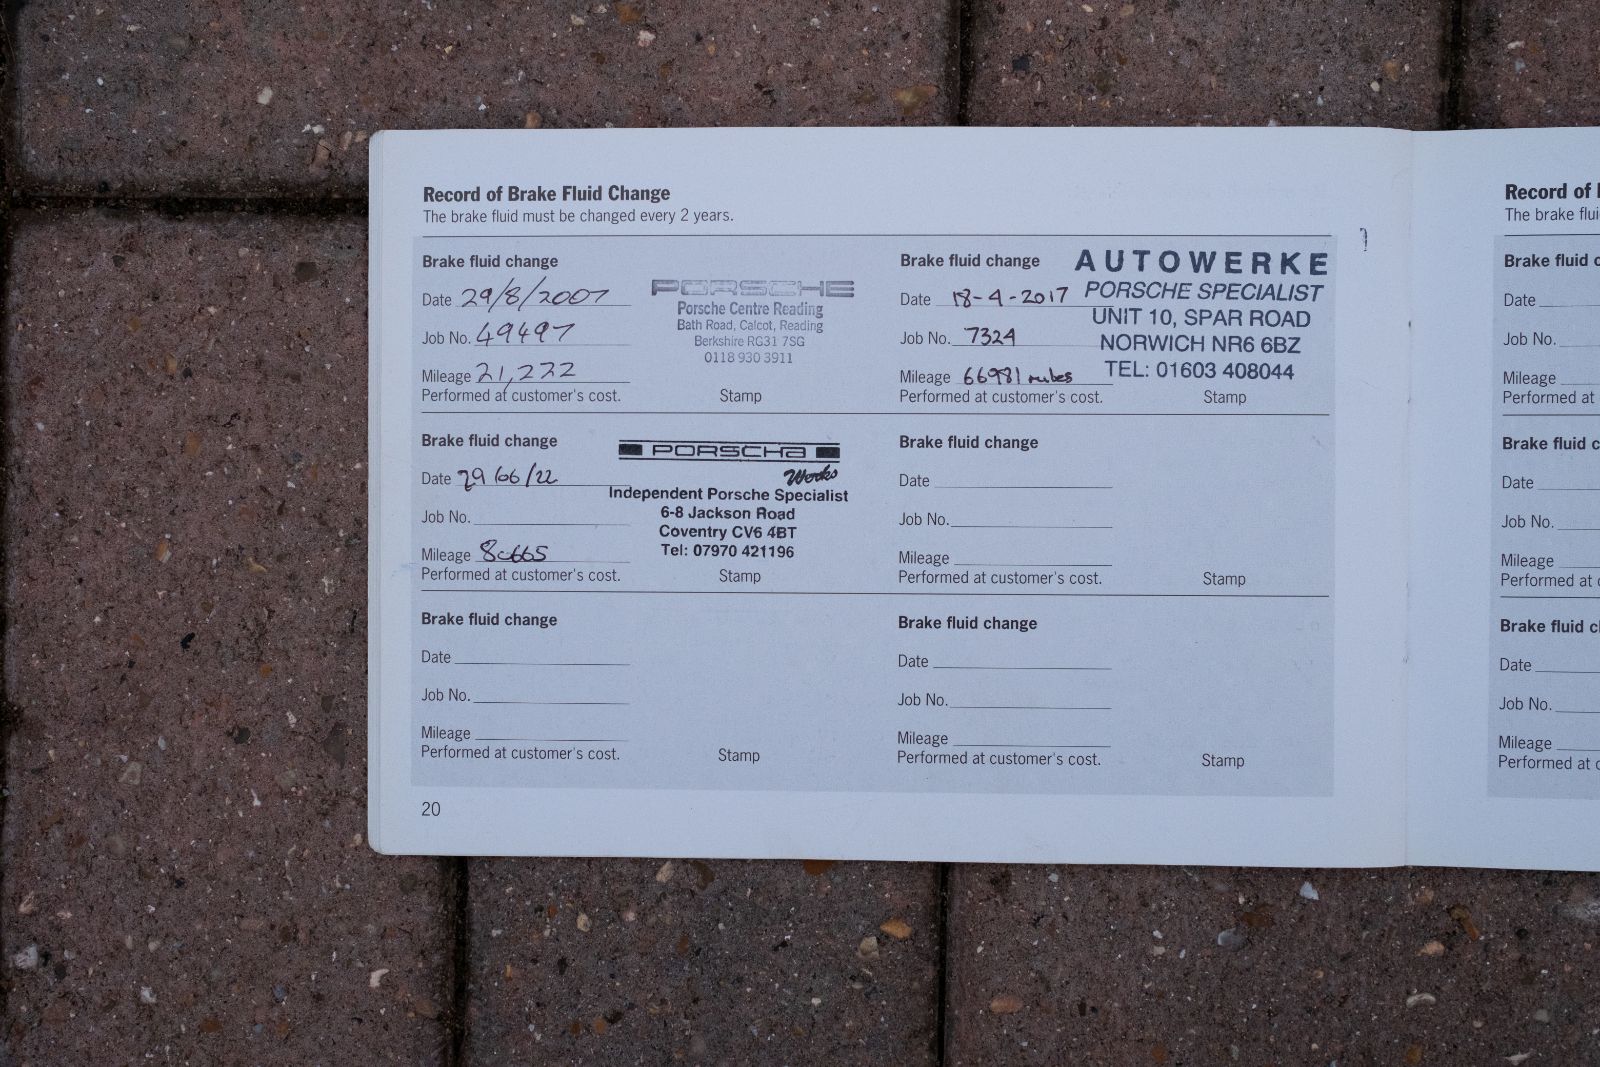 Record of Brake Fluid Change
The brake fluid must be changed every 2 years.
Brake fluid change
Date 29/8/2007
Job No. 49497
Mileage 21,272
Performed at customer's cost.
PORSCHE
Porsche Centre Reading
Bath Road, Calcot, Reading
Berkshire RG31 7SG
0118 930 3911
Stamp
Brake fluid change
Date 18-4-2017
Job No. 7324
Mileage 66981 miles
Performed at customer's cost.
AUTOWERKE
PORSCHE SPECIALIST
UNIT 10, SPAR ROAD
NORWICH NR6 6BZ
TEL: 01603 408044
Stamp
Brake fluid change
Date 29/06/22
Job No.
Mileage 80665
Performed at customer's cost.
PORSCHa
Works
Independent Porsche Specialist
6-8 Jackson Road
Coventry CV6 4BT
Tel: 07970 421196
Stamp
Brake fluid change
Date
Job No.
Mileage
Performed at customer's cost.
Stamp
Brake fluid change
Date
Job No.
Mileage
Performed at customer's cost.
Stamp
Brake fluid change
Date
Job No.
Mileage
Performed at customer's cost.
Stamp
20
Record of
The brake
Brake fluid
Date
Job No.
Mileage
Performed at
Brake fluid
Date
Job No.
Mileage
Performed at
Brake fluid
Date
Job No.
Mileage
Performed at